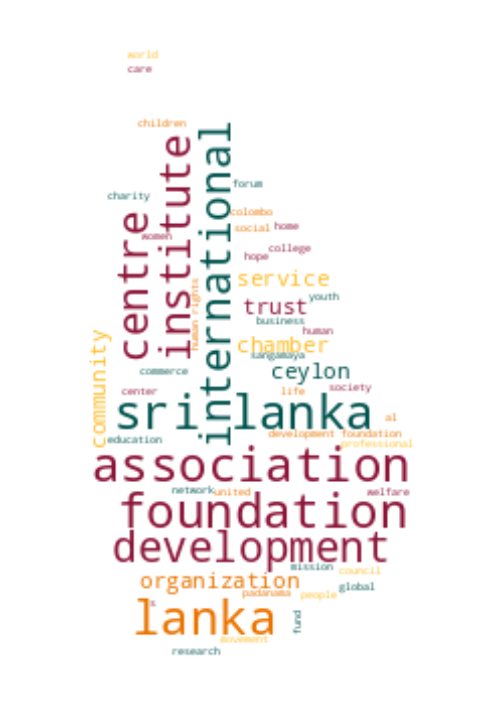 world
care
children
institute
international
charity
forum
centre
colombo
women
social
home
hope
college
service
human rights
trust
youth
business
human
community
chamber
sangamaya
commerce
ceylon
center
life
society
sri lanka
al
education
development foundation
professional
association
network
united
welfare
foundation
development
mission
council
organization
global
padanama
people
s
lanka
fund
movement
research